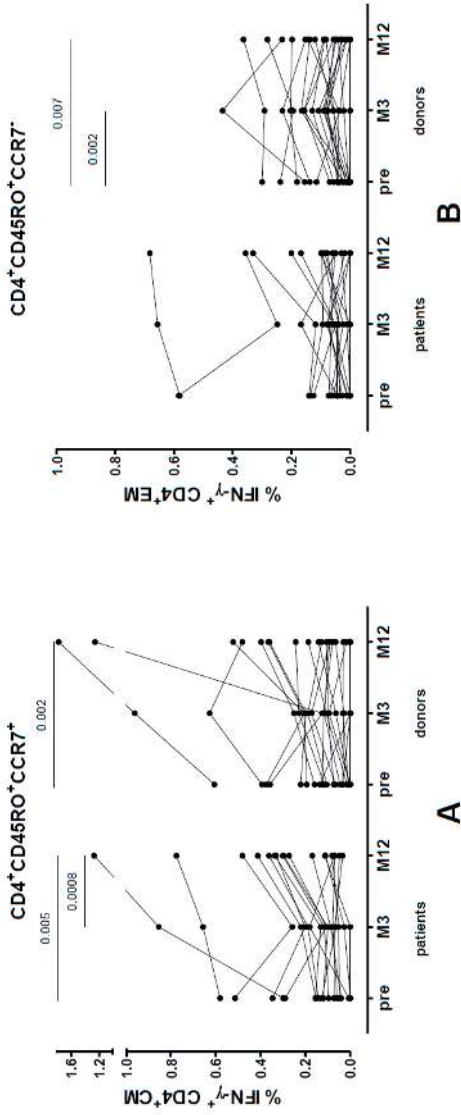 CD4⁺CD45RO⁺CCR7⁺
0.005
0.0008
0.002
1.6
1.2
1.0
0.8
0.6
0.4
0.2
0.0
% IFN-γ⁺ CD4⁺CM
pre M3 M12 pre M3 M12
patients donors
A
CD4⁺CD45RO⁺CCR7⁻
0.007
0.002
1.0
0.8
0.6
0.4
0.2
0.0
% IFN-γ⁺ CD4⁺EM
pre M3 M12 pre M3 M12
patients donors
B